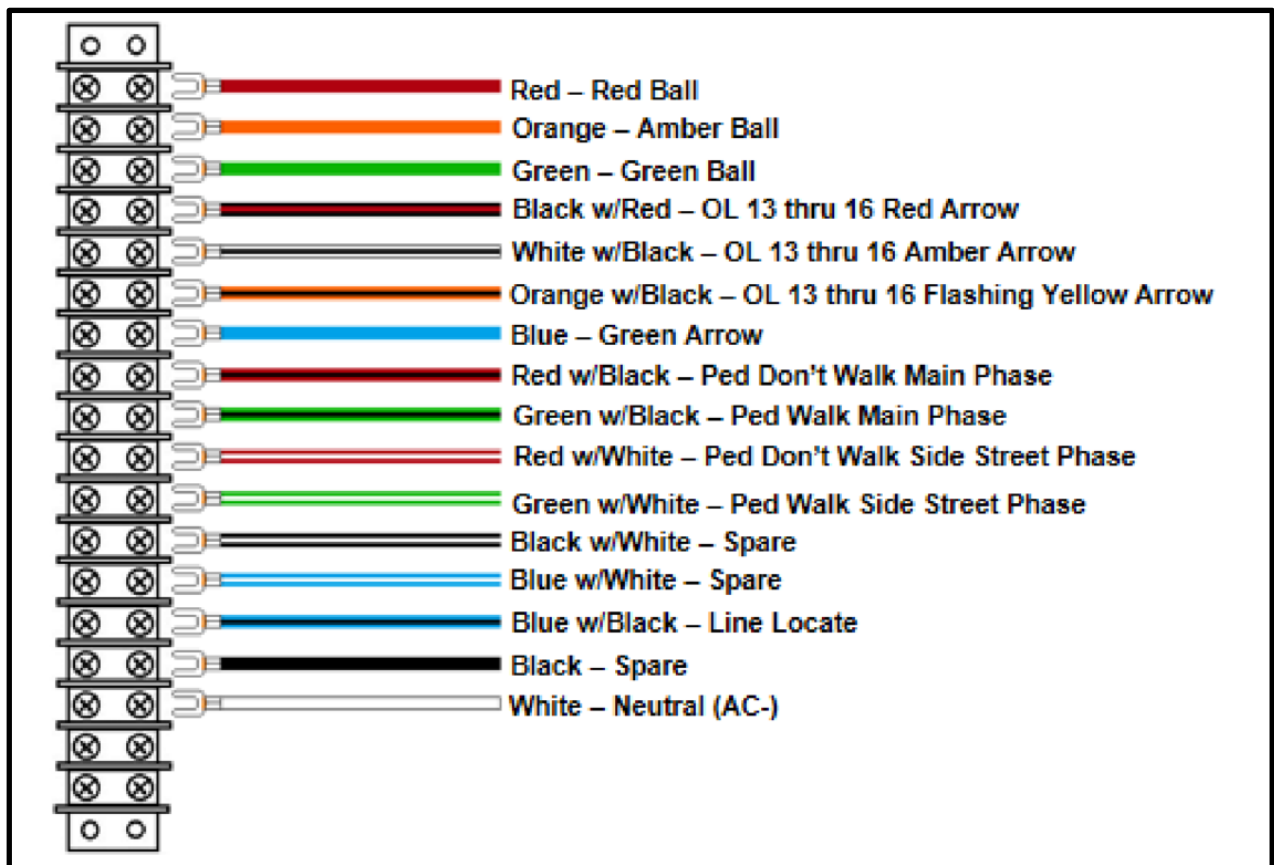 Red – Red Ball
Orange – Amber Ball
Green – Green Ball
Black w/Red – OL 13 thru 16 Red Arrow
White w/Black – OL 13 thru 16 Amber Arrow
Orange w/Black – OL 13 thru 16 Flashing Yellow Arrow
Blue – Green Arrow
Red w/Black – Ped Don’t Walk Main Phase
Green w/Black – Ped Walk Main Phase
Red w/White – Ped Don’t Walk Side Street Phase
Green w/White – Ped Walk Side Street Phase
Black w/White – Spare
Blue w/White – Spare
Blue w/Black – Line Locate
Black – Spare
White – Neutral (AC-)